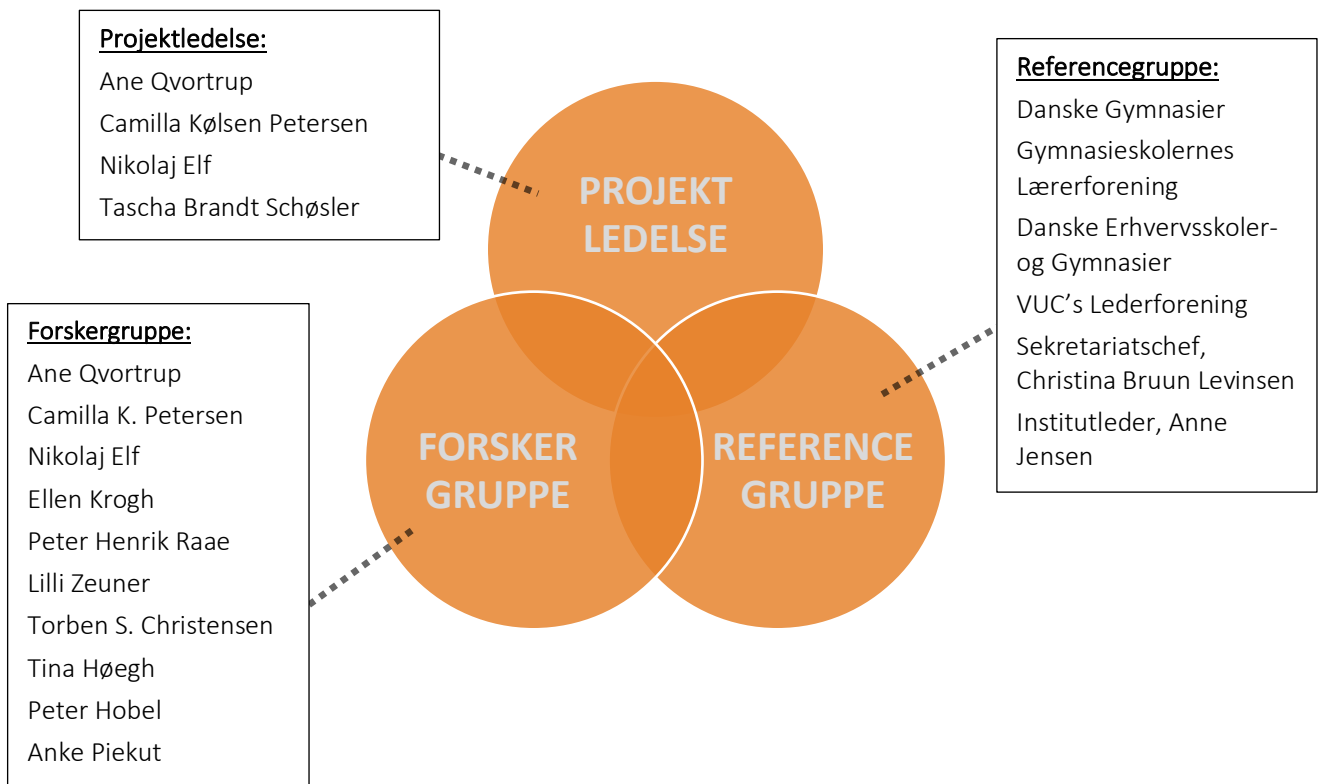 Projektledelse:
Ane Qvortrup
Camilla Kølsen Petersen
Nikolaj Elf
Tascha Brandt Schøsler
PROJEKT
LEDELSE
Referencegruppe:
Danske Gymnasier
Gymnasieskolernes
Lærerforening
Danske Erhvervsskoler-
og Gymnasier
VUC's Lederforening
Sekretariatschef,
Christina Bruun Levinsen
Institutleder, Anne
Jensen
Forskergruppe:
Ane Qvortrup
Camilla K. Petersen
Nikolaj Elf
Ellen Krogh
Peter Henrik Raae
Lilli Zeuner
Torben S. Christensen
Tina Høegh
Peter Hobel
Anke Piekut
FORSKER
GRUPPE
REFERENCE
GRUPPE